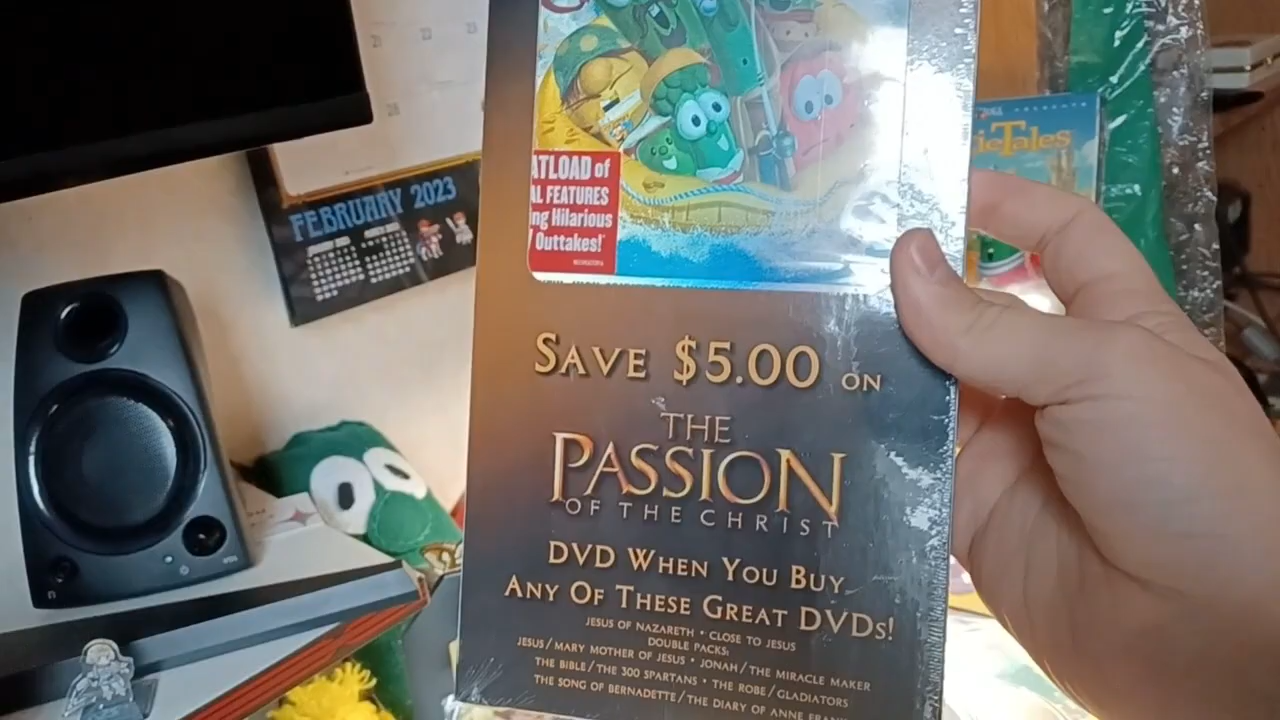 ATLOAD of
AL FEATURES
ng Hilarious
Outtakes!
SAVE $5.00 ON
THE
PASSION
OF THE CHRIST
DVD WHEN YOU BUY
ANY OF THESE GREAT DVDS!
JESUS OF NAZARETH • CLOSE TO JESUS
DOUBLE PACKS:
JESUS/MARY MOTHER OF JESUS • JONAH/THE MIRACLE MAKER
THE BIBLE/THE 300 SPARTANS • THE ROBE/GLADIATORS
THE SONG OF BERNADETTE/THE DIARY OF ANNE FRAN
FEBRUARY 2023
ieTales